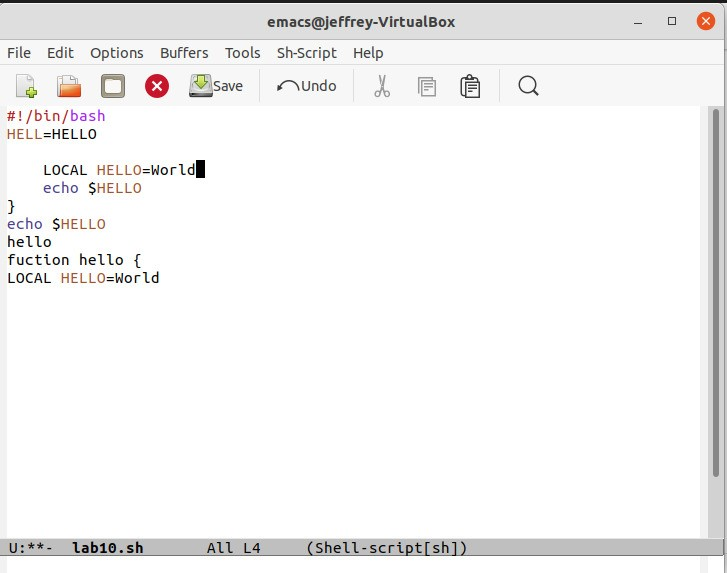 emacs@jeffrey-VirtualBox
File Edit Options Buffers Tools Sh-Script Help
Save Undo
#!/bin/bash
HELL=HELLO
    LOCAL HELLO=World
    echo $HELLO
}
echo $HELLO
hello
fuction hello {
LOCAL HELLO=World
U:**-  lab10.sh       All L4     (Shell-script[sh])